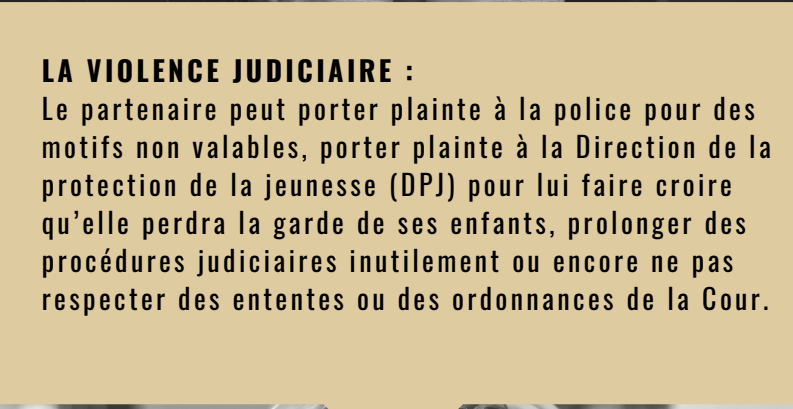 LA VIOLENCE JUDICIAIRE :
Le partenaire peut porter plainte à la police pour des
motifs non valables, porter plainte à la Direction de la
protection de la jeunesse (DPJ) pour lui faire croire
qu’elle perdra la garde de ses enfants, prolonger des
procédures judiciaires inutilement ou encore ne pas
respecter des ententes ou des ordonnances de la Cour.